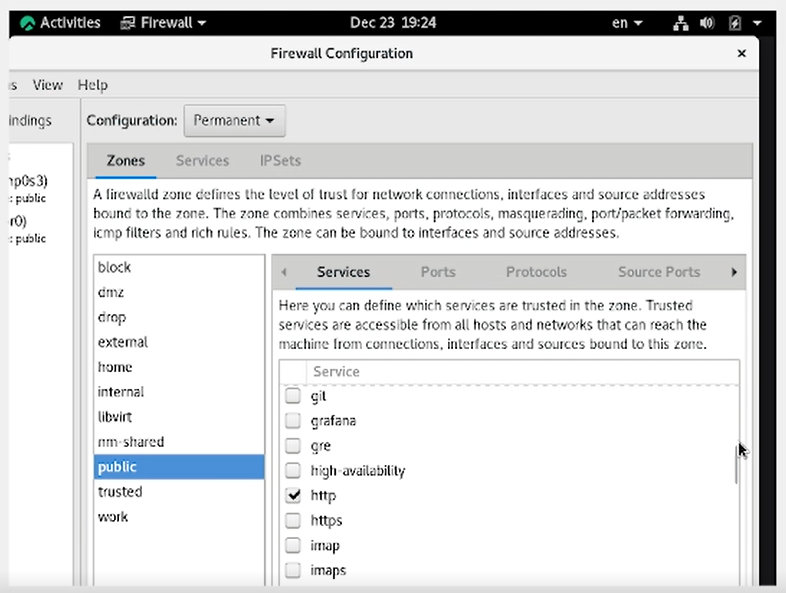 Activities Firewall Dec 23 19:24 en
Firewall Configuration
View Help
Configuration: Permanent
Zones Services IPSets
A firewalld zone defines the level of trust for network connections, interfaces and source addresses
bound to the zone. The zone combines services, ports, protocols, masquerading, port/packet forwarding,
icmp filters and rich rules. The zone can be bound to interfaces and source addresses.
: public
: public
block
dmz
drop
external
home
internal
libvirt
nm-shared
public
trusted
work
Services Ports Protocols Source Ports
Here you can define which services are trusted in the zone. Trusted
services are accessible from all hosts and networks that can reach the
machine from connections, interfaces and sources bound to this zone.
Service
git
grafana
gre
high-availability
http
https
imap
imaps